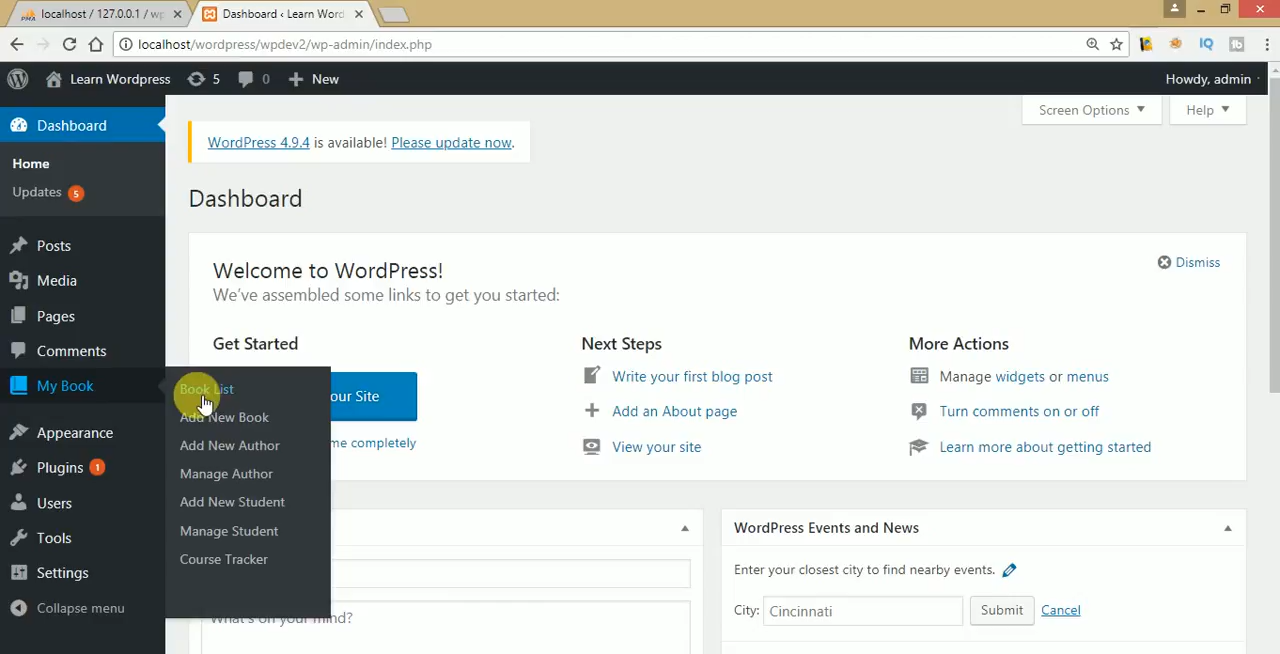 localhost / 127.0.0.1 / wp
Dashboard ‹ Learn Word
localhost/wordpress/wpdev2/wp-admin/index.php
Learn Wordpress 5 0 New Howdy, admin
Screen Options Help
Dashboard
Home
Updates 5
Posts
Media
Pages
Comments
My Book
Appearance
Plugins 1
Users
Tools
Settings
Collapse menu
Book List
Add New Book
Add New Author
Manage Author
Add New Student
Manage Student
Course Tracker
WordPress 4.9.4 is available! Please update now.
Dashboard
Welcome to WordPress!
We've assembled some links to get you started:
Dismiss
Get Started
our Site
me completely
Next Steps
Write your first blog post
Add an About page
View your site
More Actions
Manage widgets or menus
Turn comments on or off
Learn more about getting started
What's on your mind?
WordPress Events and News
Enter your closest city to find nearby events.
City: Cincinnati Submit Cancel